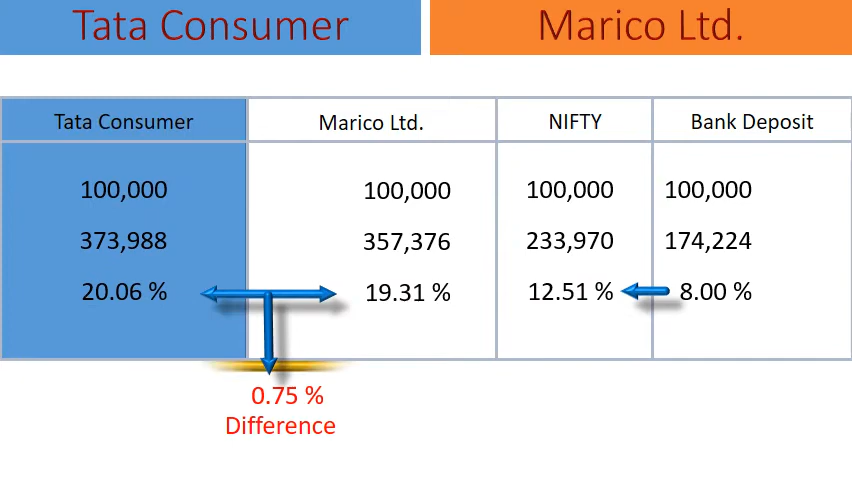 Tata Consumer Marico Ltd.
Tata Consumer Marico Ltd. NIFTY Bank Deposit
100,000 100,000 100,000 100,000
373,988 357,376 233,970 174,224
20.06 % 19.31 % 12.51 % 8.00 %
0.75 %
Difference